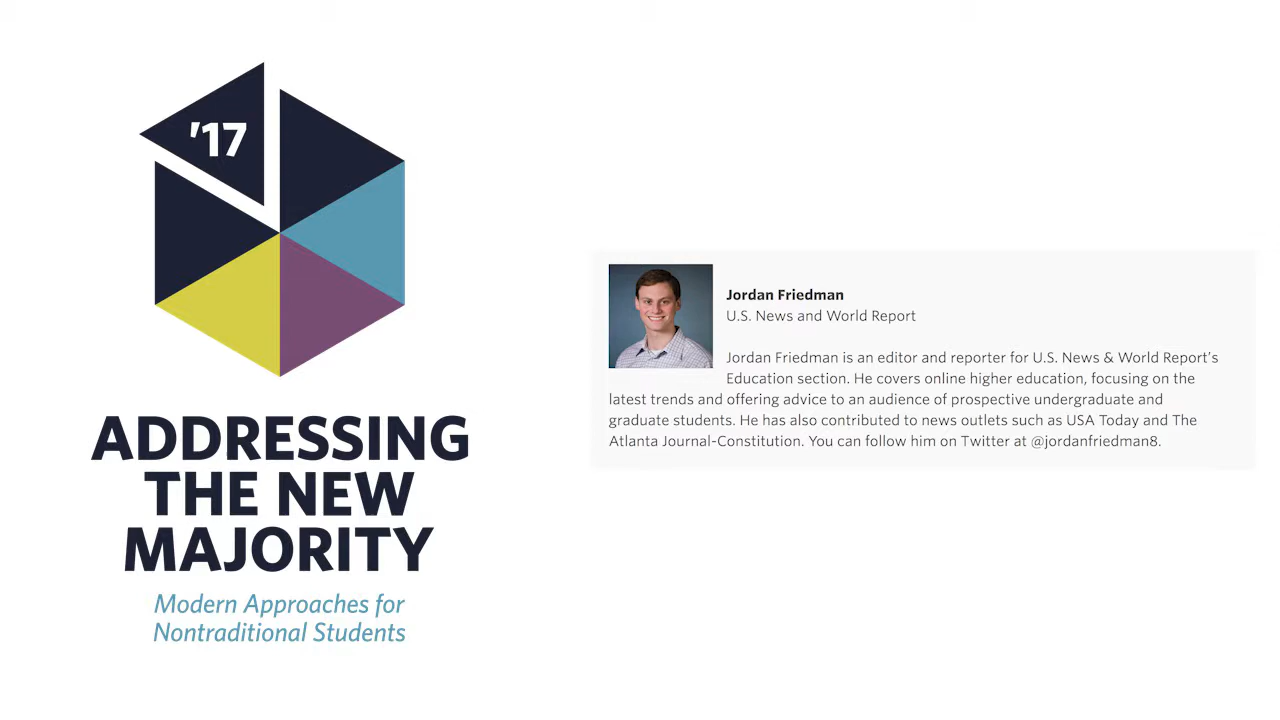 '17
ADDRESSING
THE NEW
MAJORITY
Modern Approaches for
Nontraditional Students
Jordan Friedman
U.S. News and World Report
Jordan Friedman is an editor and reporter for U.S. News & World Report's
Education section. He covers online higher education, focusing on the
latest trends and offering advice to an audience of prospective undergraduate and
graduate students. He has also contributed to news outlets such as USA Today and The
Atlanta Journal-Constitution. You can follow him on Twitter at @jordanfriedman8.